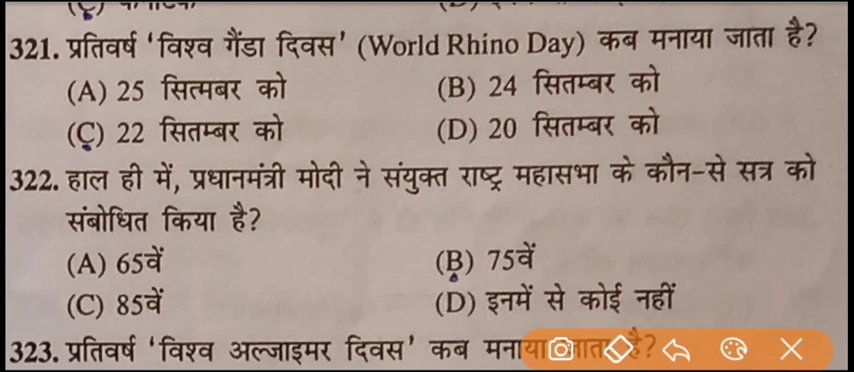 321. प्रतिवर्ष 'विश्व गैंडा दिवस' (World Rhino Day) कब मनाया जाता है?
(A) 25 सित्मबर को (B) 24 सितम्बर को
(C) 22 सितम्बर को (D) 20 सितम्बर को
322. हाल ही में, प्रधानमंत्री मोदी ने संयुक्त राष्ट्र महासभा के कौन-से सत्र को
संबोधित किया है?
(A) 65वें (B) 75वें
(C) 85वें (D) इनमें से कोई नहीं
323. प्रतिवर्ष 'विश्व अल्जाइमर दिवस' कब मनाया जाता है?